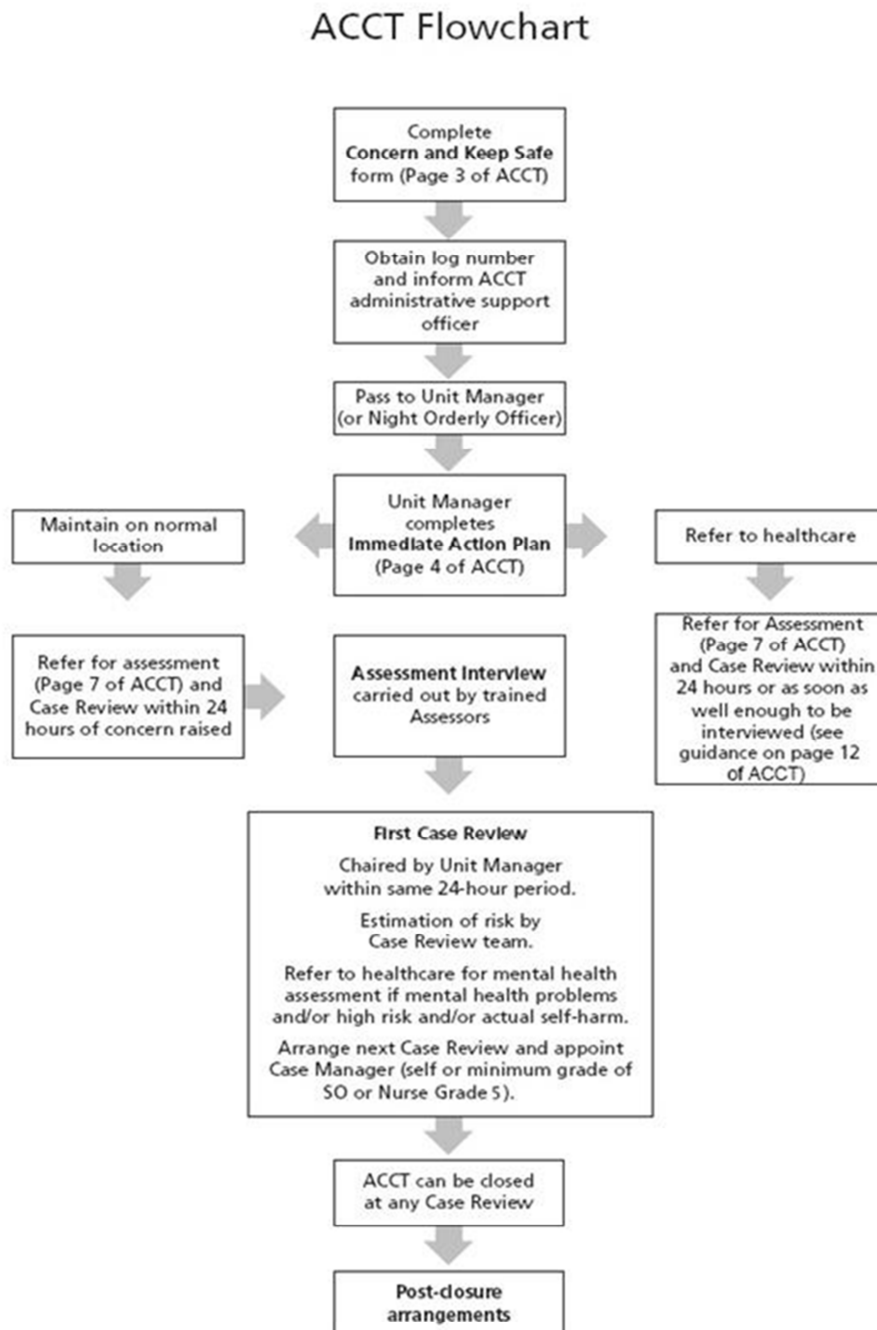 ACCT Flowchart
Complete
Concern and Keep Safe
form (Page 3 of ACCT)
Obtain log number
and inform ACCT
administrative support
officer
Pass to Unit Manager
(or Night Orderly Officer)
Unit Manager
completes
Immediate Action Plan
(Page 4 of ACCT)
Maintain on normal
location
Refer to healthcare
Refer for assessment
(Page 7 of ACCT) and
Case Review within 24
hours of concern raised
Assessment Interview
carried out by trained
Assessors
Refer for Assessment
(Page 7 of ACCT)
and Case Review within
24 hours or as soon as
well enough to be
interviewed (see
guidance on page 12
of ACCT)
First Case Review
Chaired by Unit Manager
within same 24-hour period.
Estimation of risk by
Case Review team.
Refer to healthcare for mental health
assessment if mental health problems
and/or high risk and/or actual self-harm.
Arrange next Case Review and appoint
Case Manager (self or minimum grade of
SO or Nurse Grade 5).
ACCT can be closed
at any Case Review
Post-closure
arrangements